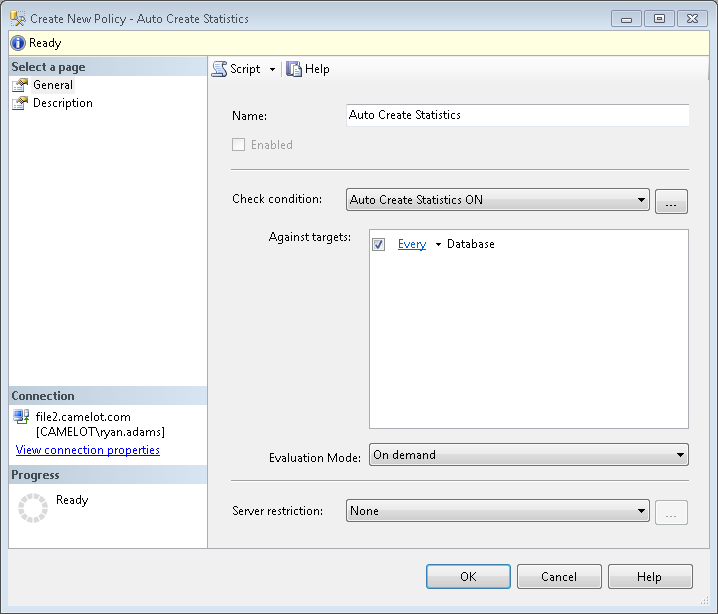 Create New Policy - Auto Create Statistics
Ready
Select a page
General
Description
Script
Help
Name:
Auto Create Statistics
Enabled
Check condition:
Auto Create Statistics ON
...
Against targets:
Every
Database
Evaluation Mode:
On demand
Server restriction:
None
...
Connection
file2.camelot.com
[CAMELOT\ryan.adams]
View connection properties
Progress
Ready
OK
Cancel
Help